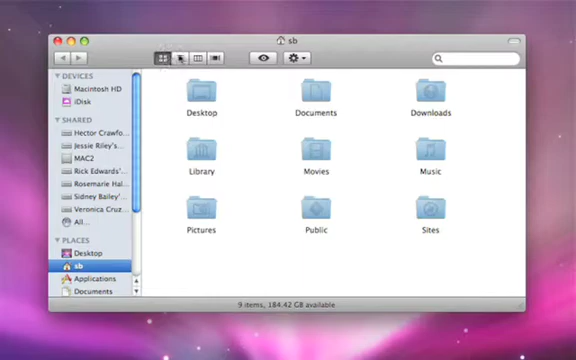 sb
DEVICES
Macintosh HD
iDisk
SHARED
Hector Crawfo...
Jessie Riley's...
MAC2
Rick Edwards'...
Rosemarie Hal...
Sidney Bailey'...
Veronica Cruz...
All...
PLACES
Desktop
sb
Applications
Documents
Desktop
Documents
Downloads
Library
Movies
Music
Pictures
Public
Sites
9 items, 184.42 GB available